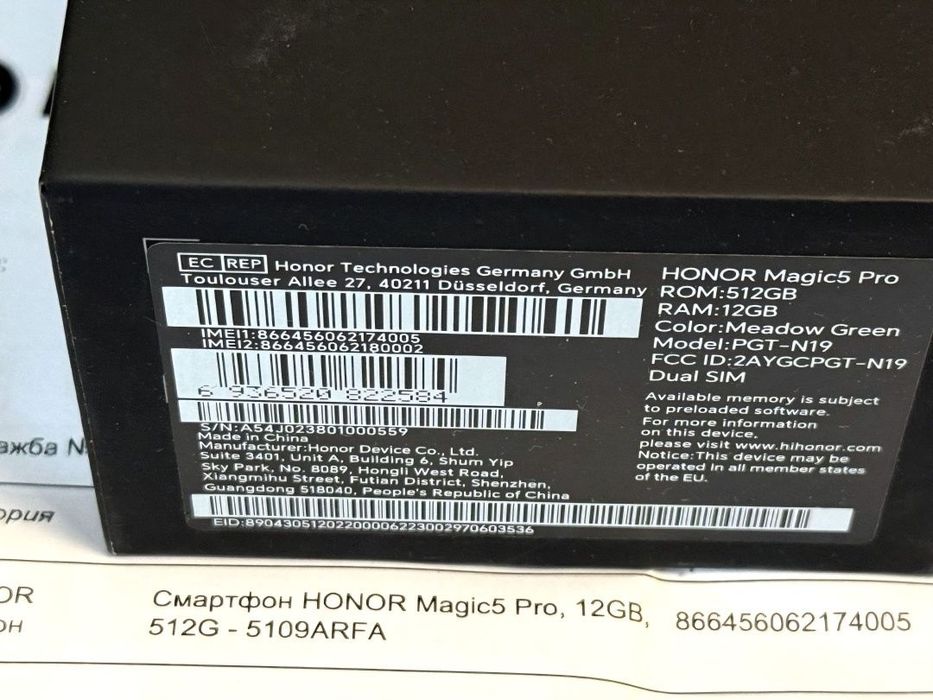 EC REP Honor Technologies Germany GmbH
Toulouser Allee 27, 40211 Düsseldorf, Germany
IMEI1:866456062174005
IMEI2:866456062180002
6 936520 822584
P
S/N:A54J023801000559
Made in China
Manufacturer:Honor Device Co., Ltd.
Suite 3401, Unit A, Building 6, Shum Yip
Sky Park, No. 8089, Hongli West Road,
Xiangmihu Street, Futian District, Shenzhen,
Guangdong 518040, People's Republic of China
EID:89043051202200006223002970603536
HONOR Magic5 Pro
ROM:512GB
RAM:12GB
Color:Meadow Green
Model:PGT-N19
FCC ID:2AYGCPGT-N19
Dual SIM
Available memory is subject
to preloaded software.
For more information
on this device,
please visit www.hihonor.com
Notice:This device may be
operated in all member states
of the EU.
ажба №
ория
OR
он
Смартфон HONOR Magic5 Pro, 12GB,
512G - 5109ARFA
866456062174005